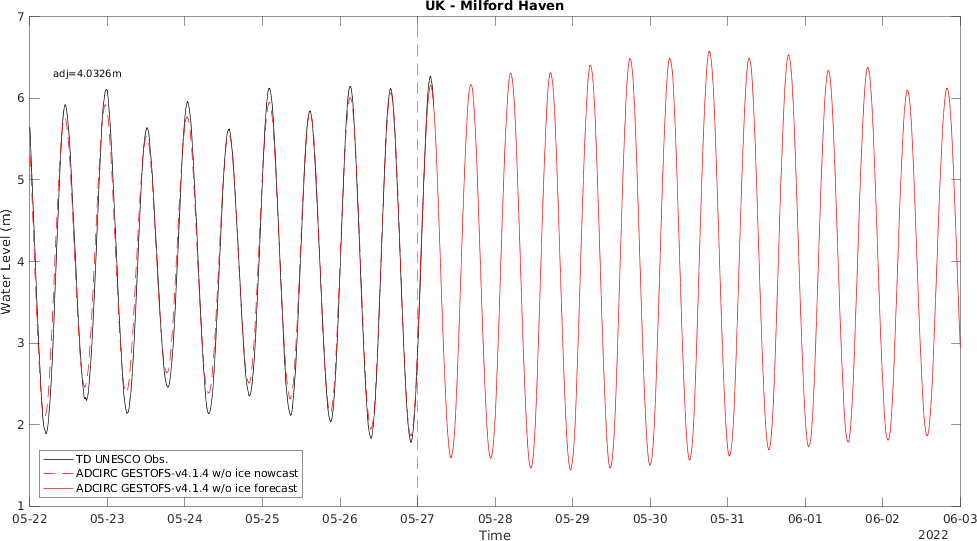 UK - Milford Haven
7
adj=4.0326m
6
5
4
3
2
1
Water Level (m)
TD UNESCO Obs.
ADCIRC GESTOFS-v4.1.4 w/o ice nowcast
ADCIRC GESTOFS-v4.1.4 w/o ice forecast
05-22 05-23 05-24 05-25 05-26 05-27 05-28 05-29 05-30 05-31 06-01 06-02 06-03
Time
2022